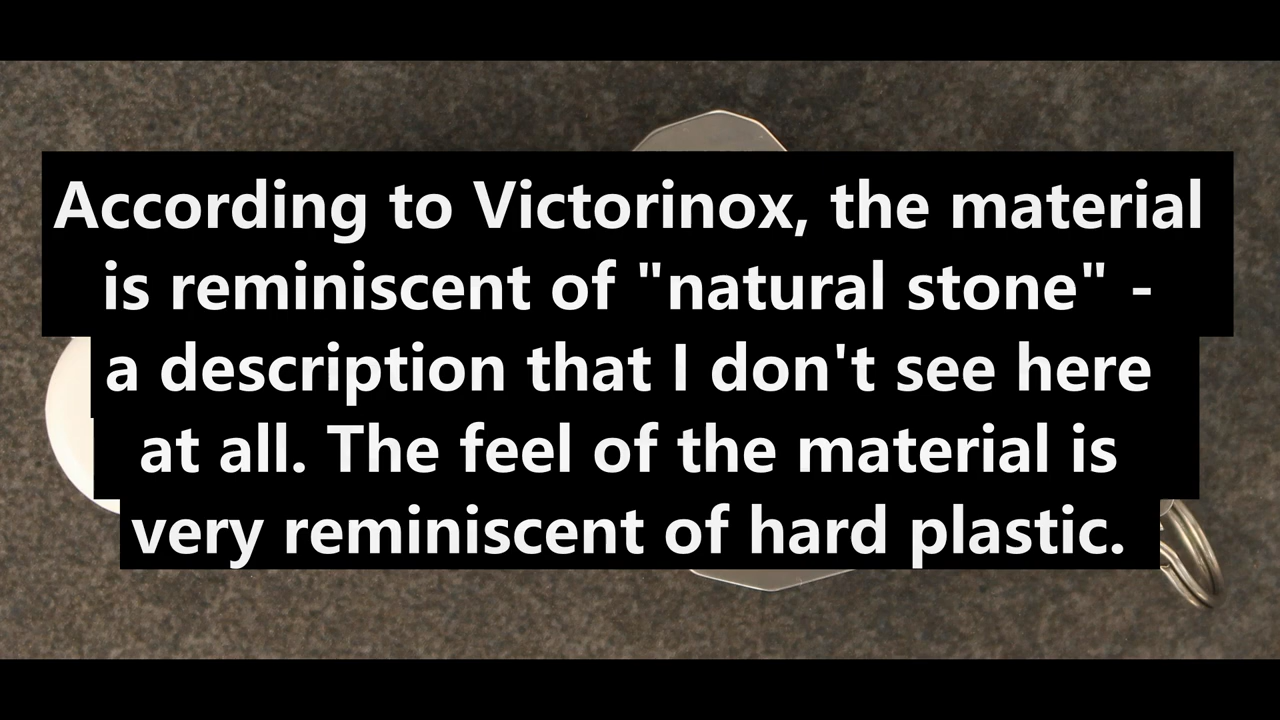 According to Victorinox, the material
is reminiscent of "natural stone" -
a description that I don't see here
at all. The feel of the material is
very reminiscent of hard plastic.